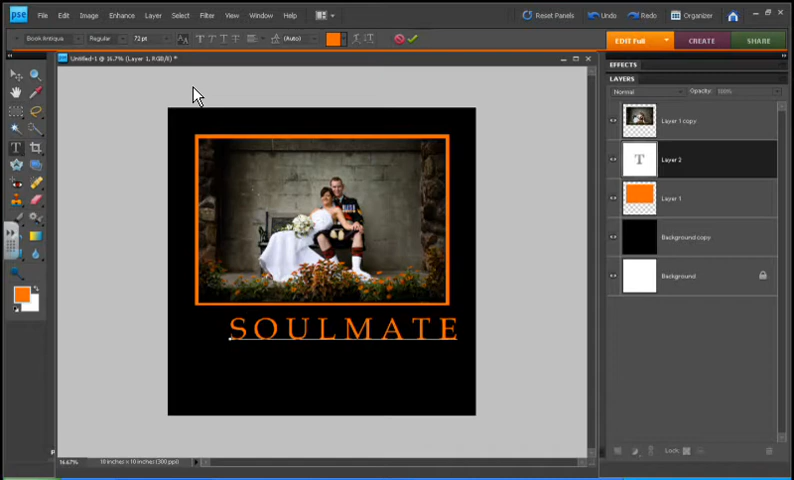 pse File Edit Image Enhance Layer Select Filter View Window Help Reset Panels Undo Redo Organizer
Book Antiqua Regular 72 pt (Auto) EDIT Full CREATE SHARE
Untitled-1 @ 16.7% (Layer 1, RGB/8) *
EFFECTS
LAYERS
Normal Opacity: 100%
Layer 1 copy
T Layer 2
Layer 1
Background copy
Background
SOULMATE
Lock:
16.67% 10 inches x 10 inches (300 ppi)